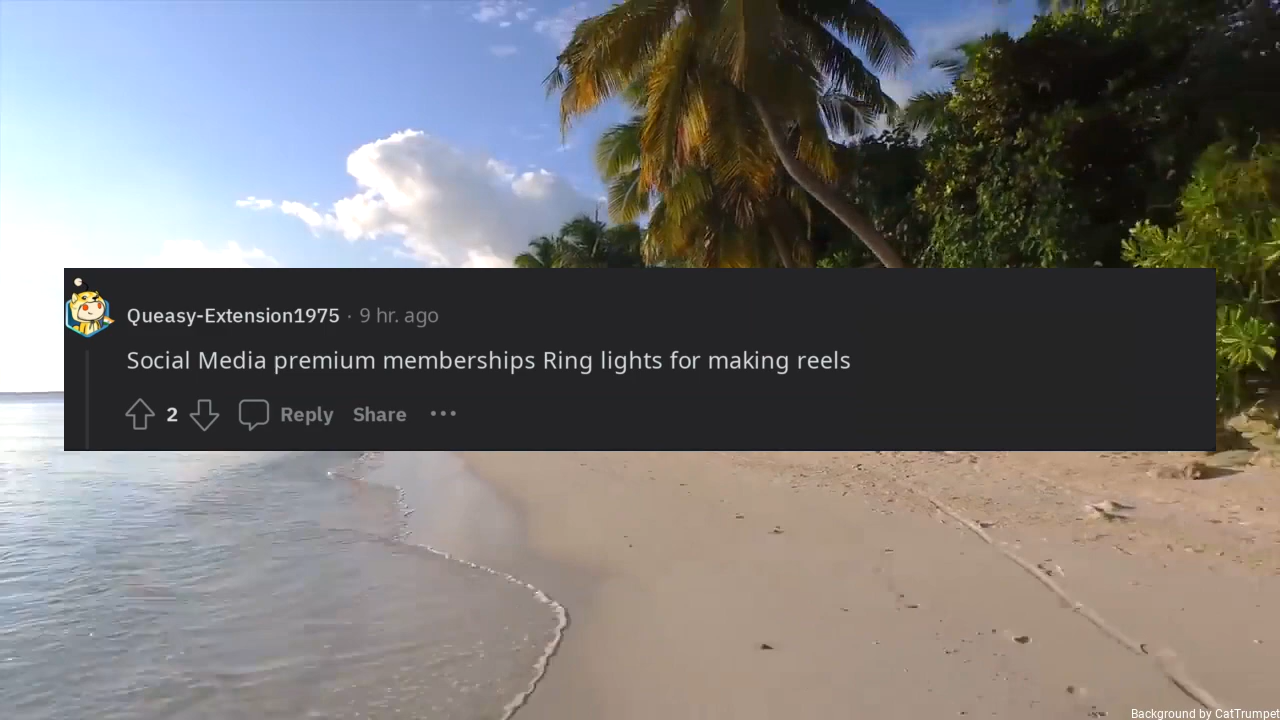 Queasy-Extension1975 · 9 hr. ago
Social Media premium memberships Ring lights for making reels
2 Reply Share ···
Background by CatTrumpet